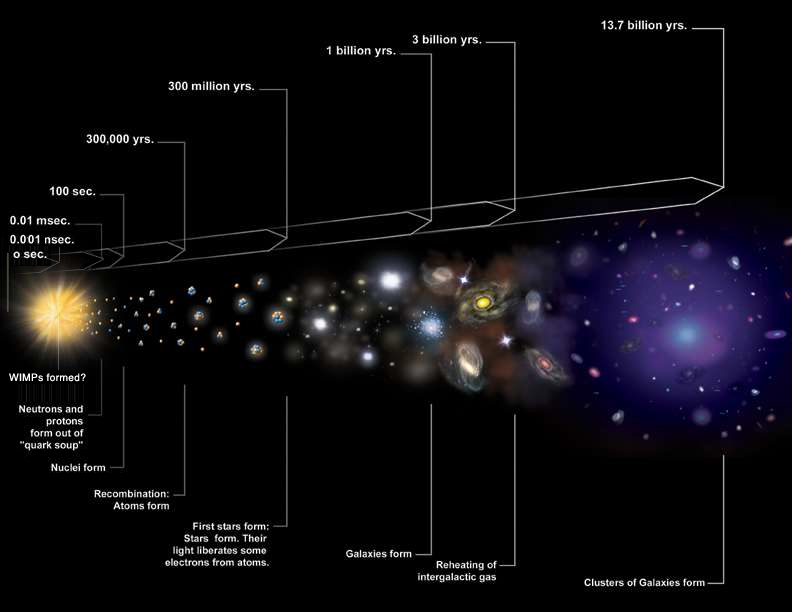 13.7 billion yrs.
3 billion yrs.
1 billion yrs.
300 million yrs.
300,000 yrs.
100 sec.
0.01 msec.
0.001 nsec.
o sec.
WIMPs formed?
Neutrons and
protons
form out of
"quark soup"
Nuclei form
Recombination:
Atoms form
First stars form:
Stars form. Their
light liberates some
electrons from atoms.
Galaxies form
Reheating of
intergalactic gas
Clusters of Galaxies form